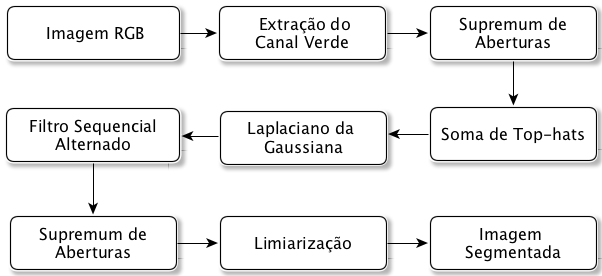 Imagem RGB
Extração do
Canal Verde
Supremum de
Aberturas
Soma de Top-hats
Laplaciano da
Gaussiana
Filtro Sequencial
Alternado
Supremum de
Aberturas
Limiarização
Imagem
Segmentada